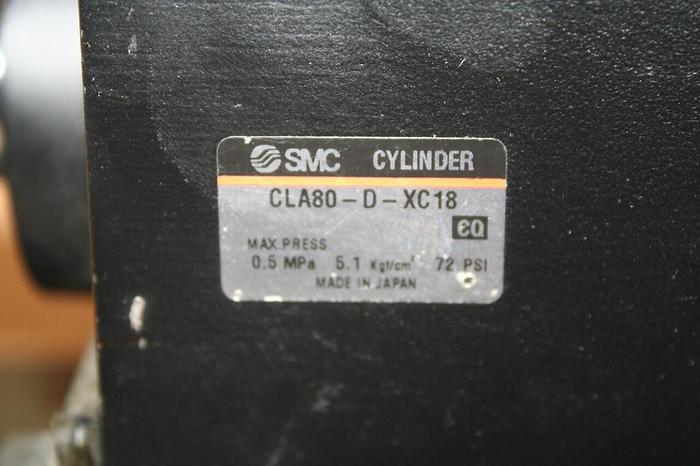 SMC CYLINDER
CLA80-D-XC18
EQ
MAX.PRESS
0.5 MPa 5.1 Kgf/cm² 72 PSI
MADE IN JAPAN